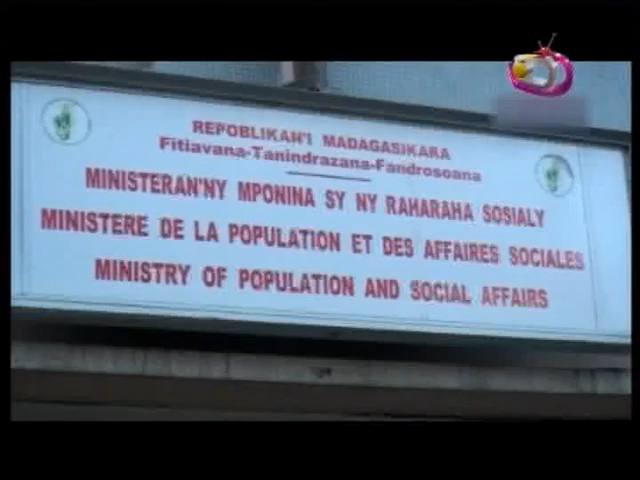 REPOBLIKAN'I MADAGASIKARA
Fitiavana-Tanindrazana-Fandrosoana
MINISTERAN'NY MPONINA SY NY RAHARAHA SOSIALY
MINISTERE DE LA POPULATION ET DES AFFAIRES SOCIALES
MINISTRY OF POPULATION AND SOCIAL AFFAIRS